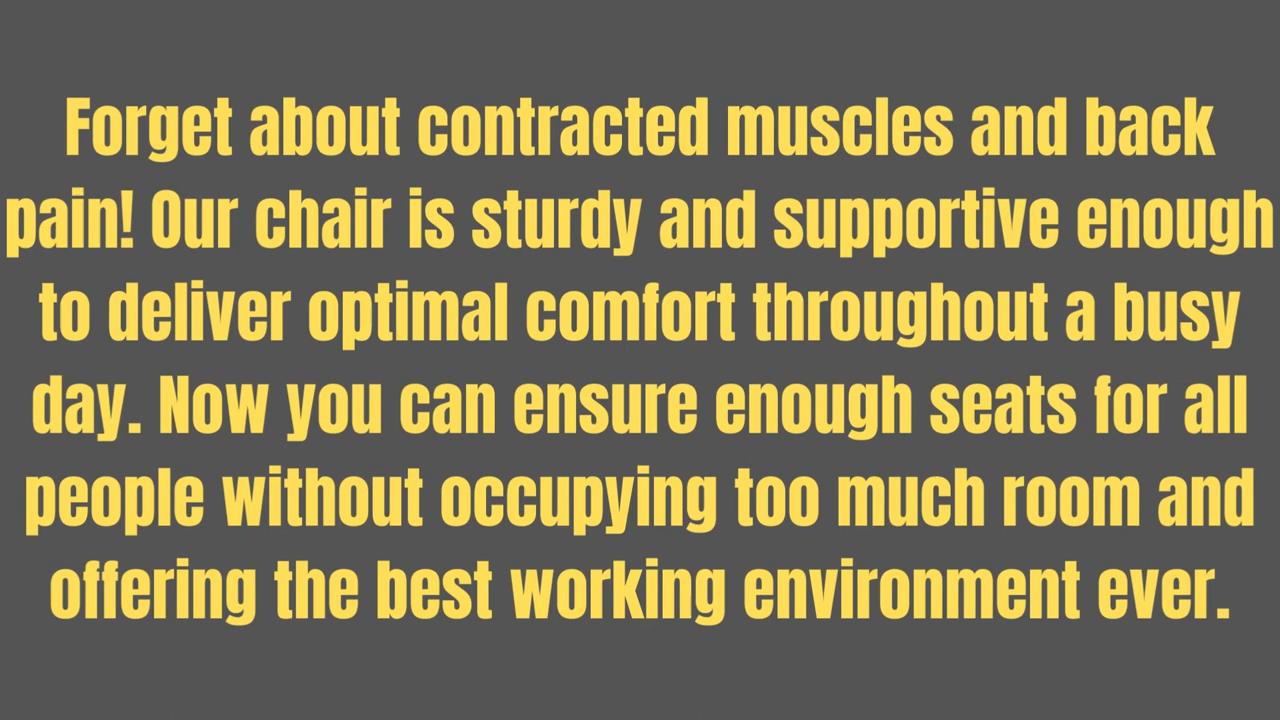 Forget about contracted muscles and back
pain! Our chair is sturdy and supportive enough
to deliver optimal comfort throughout a busy
day. Now you can ensure enough seats for all
people without occupying too much room and
offering the best working environment ever.